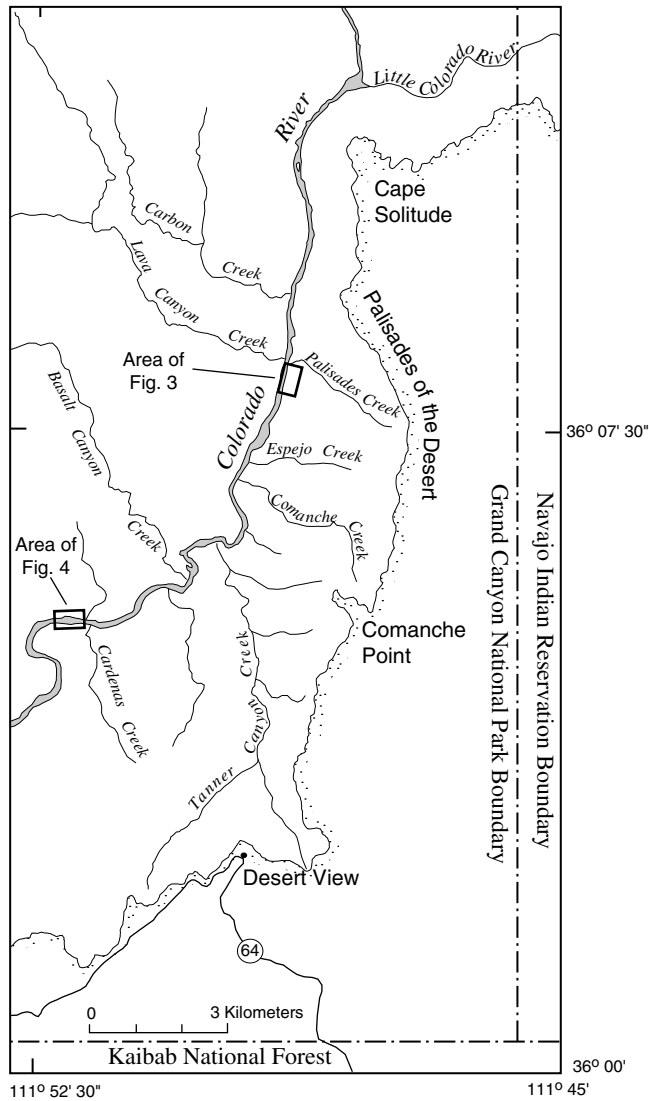 Little Colorado River
River
Cape
Solitude
Carbon
Creek
Lava
Canyon
Creek
Palisades of the Desert
Area of
Fig. 3
Palisades Creek
Basalt
Canyon
Creek
Colorado
36° 07' 30"
Espejo Creek
Comanche
Creek
Area of
Fig. 4
Grand Canyon National Park Boundary
Navajo Indian Reservation Boundary
Comanche
Point
Cardenas
Creek
Tanner
Canyon
Creek
Desert View
64
0 3 Kilometers
Kaibab National Forest
36° 00'
111° 52' 30"
111° 45'